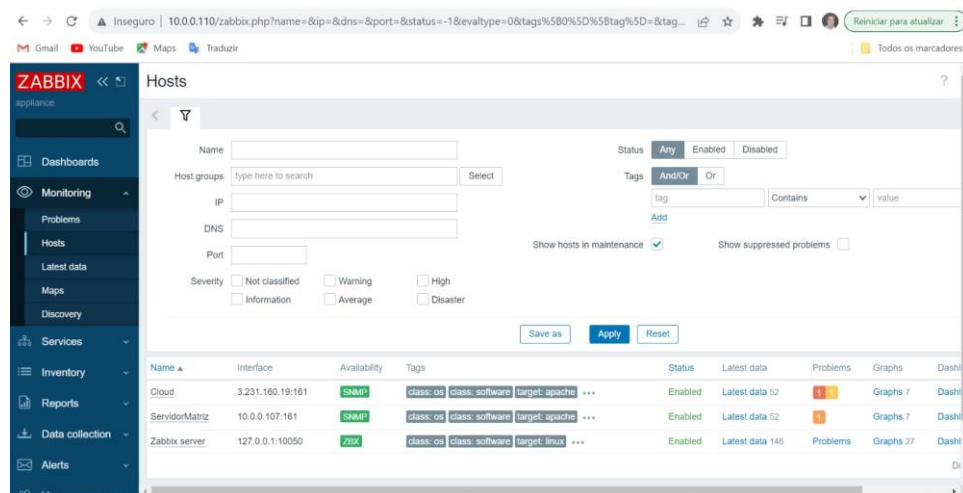 Inseguro | 10.0.0.110/zabbix.php?name=&ip=&dns=&port=&status=-1&evaltype=0&tags%5B0%5D%5Btag%5D=&tag...
Reiniciar para atualizar
Gmail YouTube Maps Traduzir
Todos os marcadores
ZABBIX
appliance
Dashboards
Monitoring
Problems
Hosts
Latest data
Maps
Discovery
Services
Inventory
Reports
Data collection
Alerts
Hosts ?
Name
Host groups type here to search Select
IP
DNS
Port
Severity Not classified Warning High
Information Average Disaster
Status Any Enabled Disabled
Tags And/Or Or
tag Contains value
Add
Show hosts in maintenance Show suppressed problems
Save as Apply Reset
Name Interface Availability Tags Status Latest data Problems Graphs Dashl
Cloud 3.231.160.19:161 SNMP class: os class: software target: apache ••• Enabled Latest data 52 1 1 Graphs 7 Dashl
ServidorMatriz 10.0.0.107:161 SNMP class: os class: software target: apache ••• Enabled Latest data 52 1 Graphs 7 Dashl
Zabbix server 127.0.0.1:10050 ZBX class: os class: software target: linux ••• Enabled Latest data 146 Problems Graphs 27 Dashl
Di